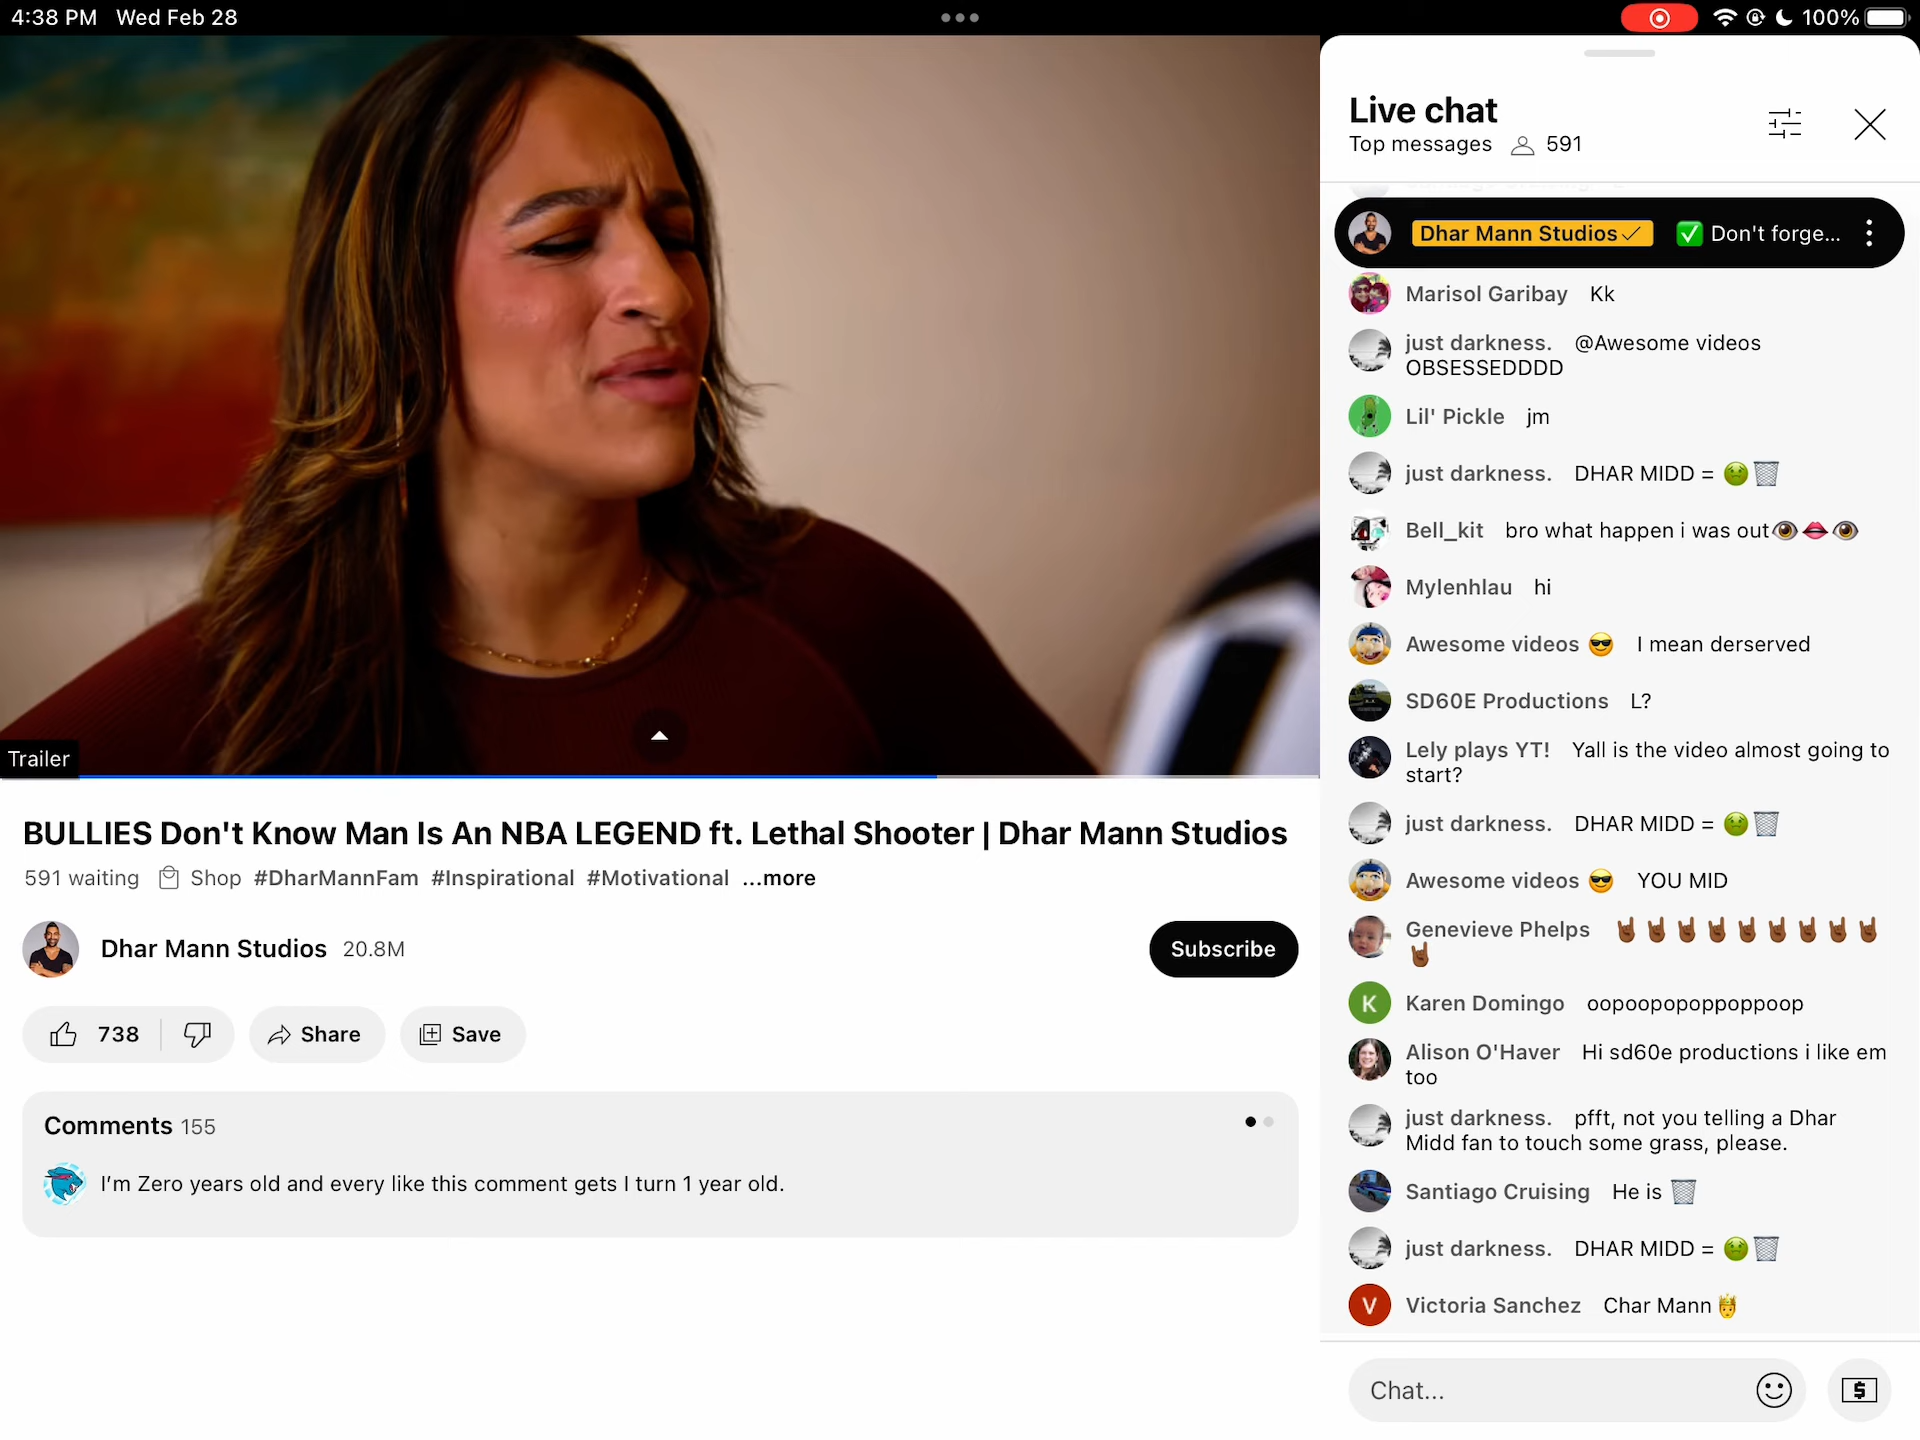 4:38 PM Wed Feb 28
100%
Trailer
BULLIES Don't Know Man Is An NBA LEGEND ft. Lethal Shooter | Dhar Mann Studios
591 waiting Shop #DharMannFam #Inspirational #Motivational ...more
Dhar Mann Studios 20.8M
Subscribe
738 Share Save
Comments 155
I'm Zero years old and every like this comment gets I turn 1 year old.
Live chat
Top messages 591
Dhar Mann Studios✓ ✅ Don't forge...
Marisol Garibay Kk
just darkness. @Awesome videos
OBSESSEDDDD
Lil' Pickle jm
just darkness. DHAR MIDD = 🤢🗑️
Bell_kit bro what happen i was out👁️👄👁️
Mylenhlau hi
Awesome videos 😎 I mean derserved
SD60E Productions L?
Lely plays YT! Yall is the video almost going to
start?
just darkness. DHAR MIDD = 🤢🗑️
Awesome videos 😎 YOU MID
Genevieve Phelps 🤘🏾🤘🏾🤘🏾🤘🏾🤘🏾🤘🏾🤘🏾🤘🏾🤘🏾
🤘🏾
K Karen Domingo oopoopopoppoppoop
Alison O'Haver Hi sd60e productions i like em
too
just darkness. pfft, not you telling a Dhar
Midd fan to touch some grass, please.
Santiago Cruising He is 🗑️
just darkness. DHAR MIDD = 🤢🗑️
V Victoria Sanchez Char Mann 🤴
Chat...
$